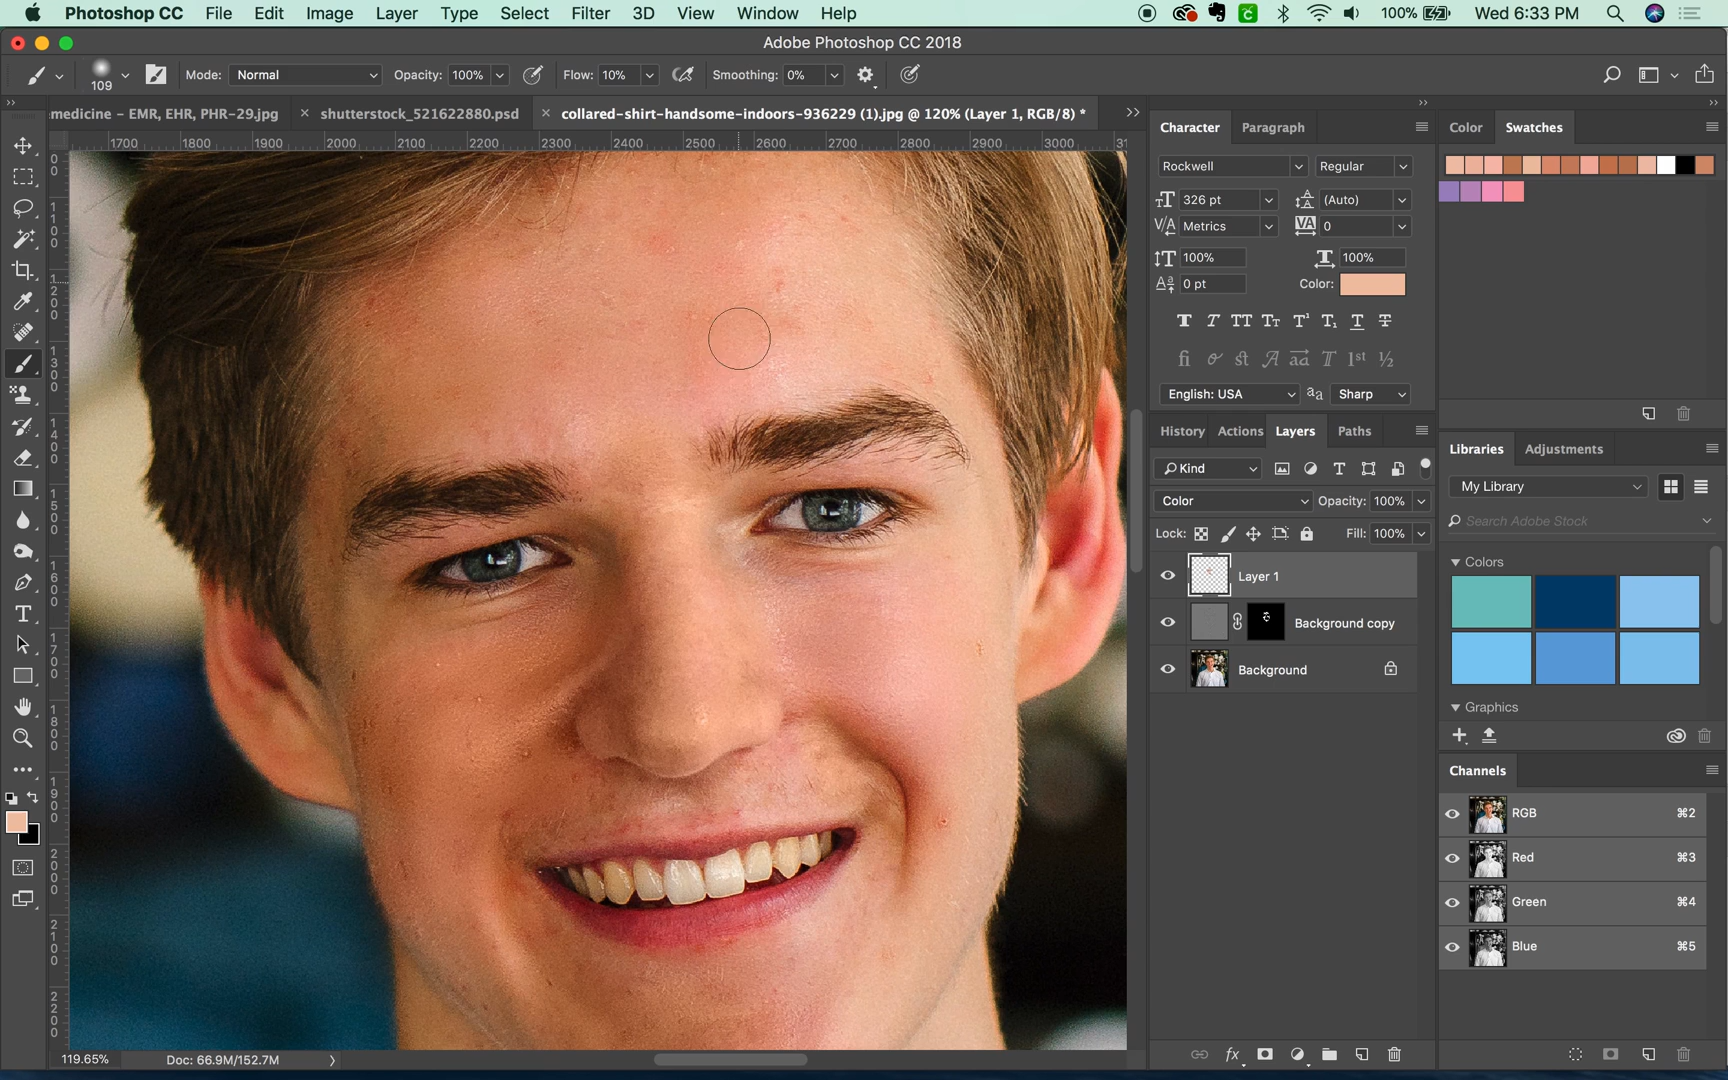 Photoshop CC File Edit Image Layer Type Select Filter 3D View Window Help 100% Wed 6:33 PM
Adobe Photoshop CC 2018
109 Mode: Normal Opacity: 100% Flow: 10% Smoothing: 0%
emedicine – EMR, EHR, PHR-29.jpg × shutterstock_521622880.psd × collared-shirt-handsome-indoors-936229 (1).jpg @ 120% (Layer 1, RGB/8) *
1700 1800 1900 2000 2100 2200 2300 2400 2500 2600 2700 2800 2900 3000
Character Paragraph
Rockwell Regular
326 pt (Auto)
Metrics 0
100% 100%
0 pt Color:
English: USA Sharp
History Actions Layers Paths
Kind
Color Opacity: 100%
Lock: Fill: 100%
Layer 1
Background copy
Background
Color Swatches
Libraries Adjustments
My Library
Search Adobe Stock
Colors
Graphics
Channels
RGB ⌘2
Red ⌘3
Green ⌘4
Blue ⌘5
119.65% Doc: 66.9M/152.7M